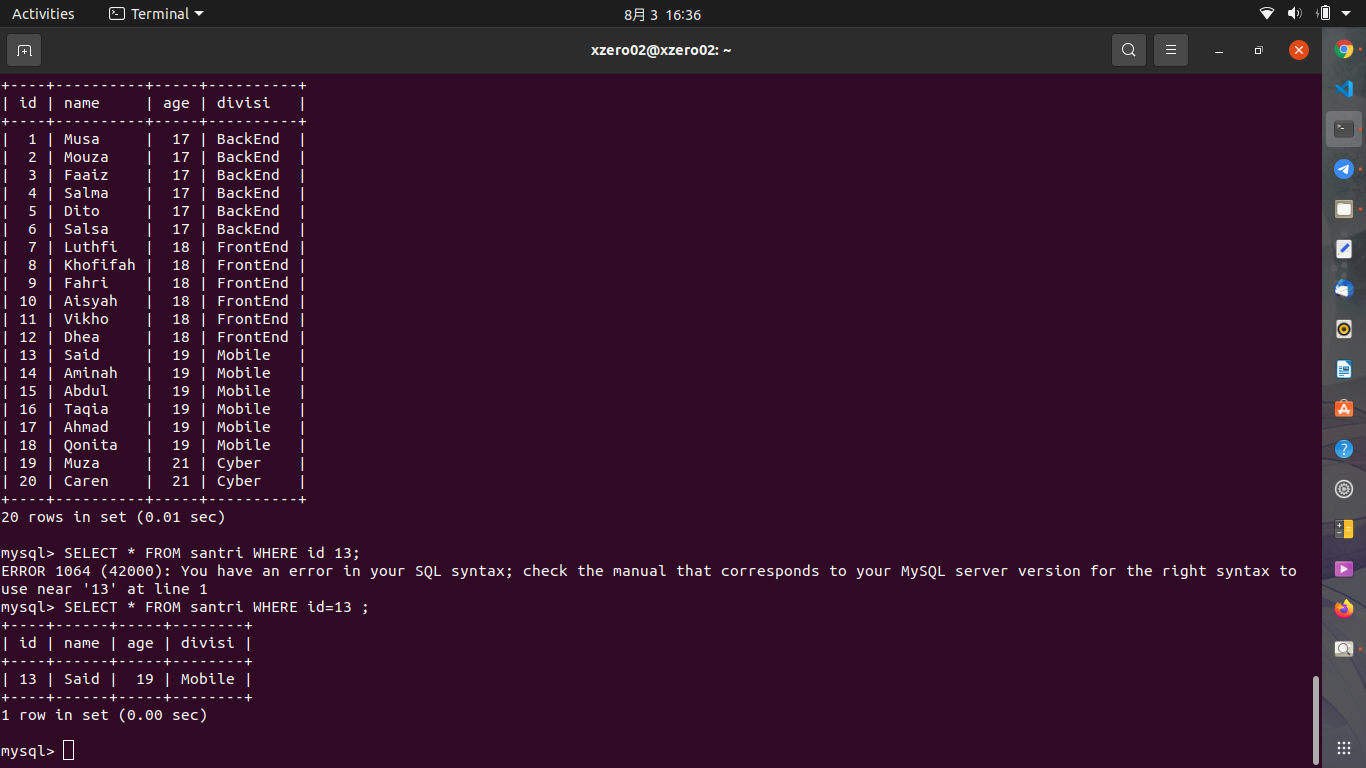 Activities Terminal 8月 3 16:36
xzero02@xzero02: ~
+----+----------+-----+----------+
| id | name     | age | divisi   |
+----+----------+-----+----------+
|  1 | Musa     |  17 | BackEnd  |
|  2 | Mouza    |  17 | BackEnd  |
|  3 | Faaiz    |  17 | BackEnd  |
|  4 | Salma    |  17 | BackEnd  |
|  5 | Dito     |  17 | BackEnd  |
|  6 | Salsa    |  17 | BackEnd  |
|  7 | Luthfi   |  18 | FrontEnd |
|  8 | Khofifah |  18 | FrontEnd |
|  9 | Fahri    |  18 | FrontEnd |
| 10 | Aisyah   |  18 | FrontEnd |
| 11 | Vikho    |  18 | FrontEnd |
| 12 | Dhea     |  18 | FrontEnd |
| 13 | Said     |  19 | Mobile   |
| 14 | Aminah   |  19 | Mobile   |
| 15 | Abdul    |  19 | Mobile   |
| 16 | Taqia    |  19 | Mobile   |
| 17 | Ahmad    |  19 | Mobile   |
| 18 | Qonita   |  19 | Mobile   |
| 19 | Muza     |  21 | Cyber    |
| 20 | Caren    |  21 | Cyber    |
+----+----------+-----+----------+
20 rows in set (0.01 sec)
mysql> SELECT * FROM santri WHERE id 13;
ERROR 1064 (42000): You have an error in your SQL syntax; check the manual that corresponds to your MySQL server version for the right syntax to
use near '13' at line 1
mysql> SELECT * FROM santri WHERE id=13 ;
+----+------+-----+--------+
| id | name | age | divisi |
+----+------+-----+--------+
| 13 | Said |  19 | Mobile |
+----+------+-----+--------+
1 row in set (0.00 sec)
mysql>